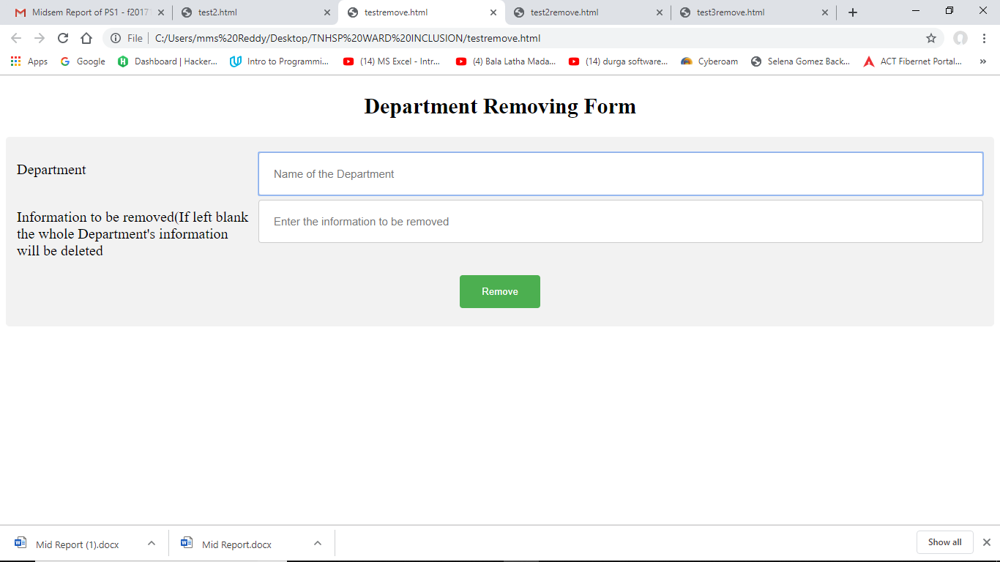 Midsem Report of PS1 - f2017
test2.html
testremove.html
test2remove.html
test3remove.html
File
C:/Users/mms%20Reddy/Desktop/TNHSP%20WARD%20INCLUSION/testremove.html
Apps
Google
Dashboard | Hacker...
Intro to Programmi...
(14) MS Excel - Intr...
(4) Bala Latha Mada...
(14) durga software...
Cyberoam
Selena Gomez Back...
ACT Fibernet Portal...
Department Removing Form
Department
Name of the Department
Information to be removed(If left blank
the whole Department's information
will be deleted
Enter the information to be removed
Remove
Mid Report (1).docx
Mid Report.docx
Show all